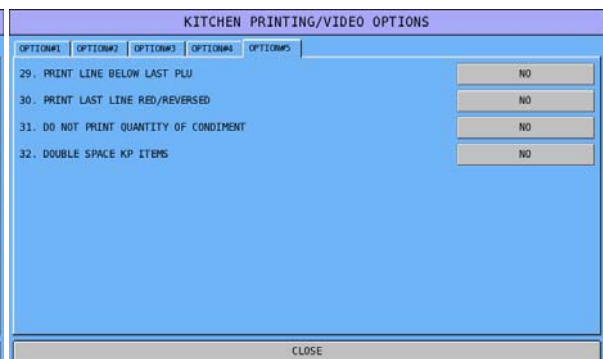 KITCHEN PRINTING/VIDEO OPTIONS
OPTION#1 OPTION#2 OPTION#3 OPTION#4 OPTION#5
29. PRINT LINE BELOW LAST PLU NO
30. PRINT LAST LINE RED/REVERSED NO
31. DO NOT PRINT QUANTITY OF CONDIMENT NO
32. DOUBLE SPACE KP ITEMS NO
CLOSE